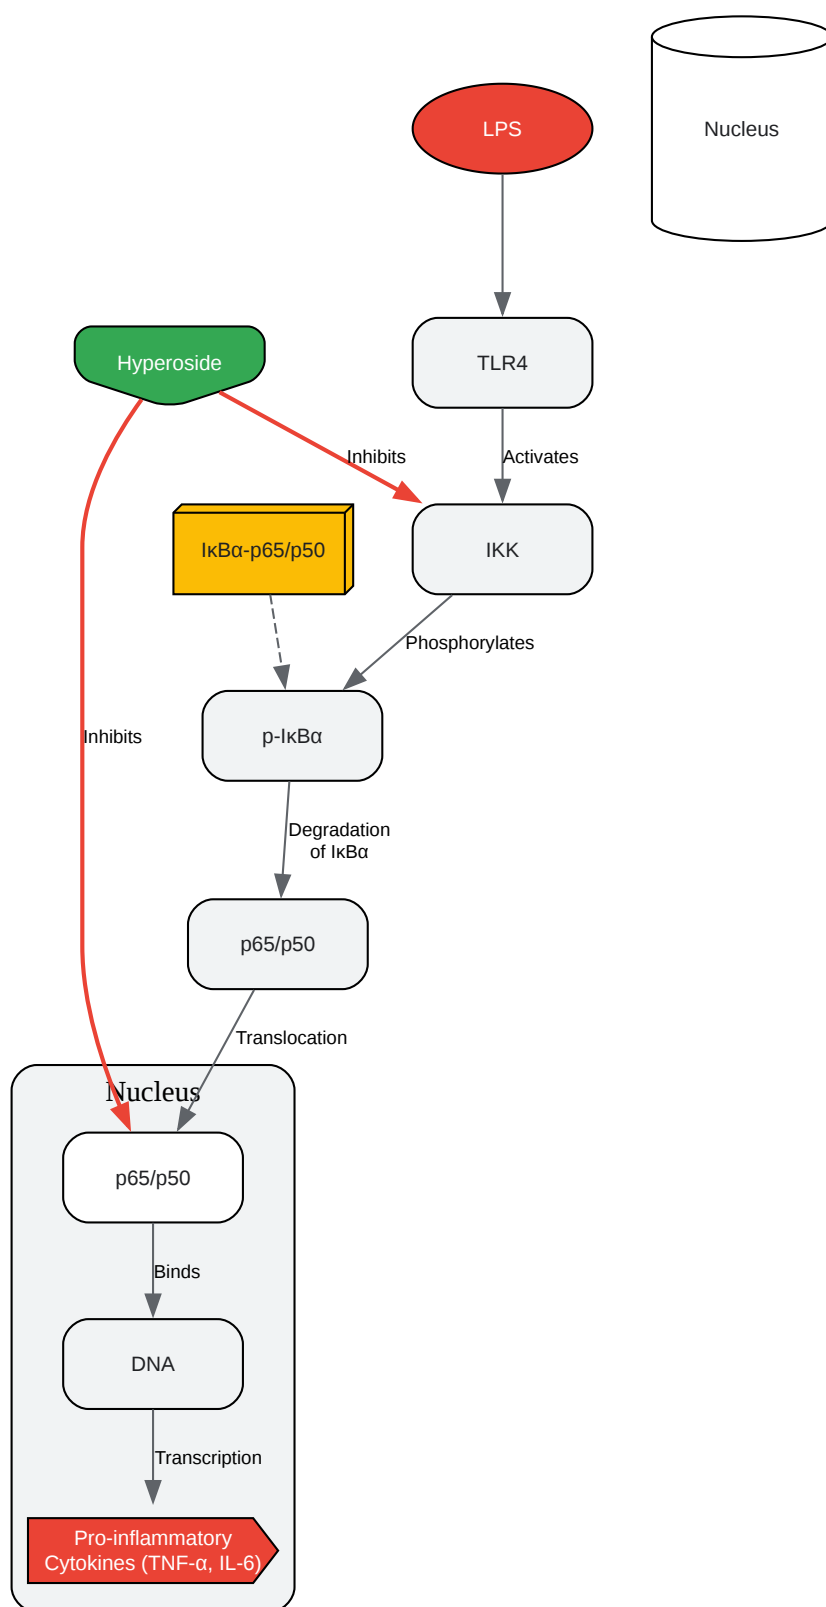 LPS
Nucleus
Hyperoside
TLR4
Inhibits
Activates
IκBα-p65/p50
IKK
Phosphorylates
p-IκBα
Inhibits
Degradation
of IκBα
p65/p50
Translocation
Nucleus
p65/p50
Binds
DNA
Transcription
Pro-inflammatory
Cytokines (TNF-α, IL-6)